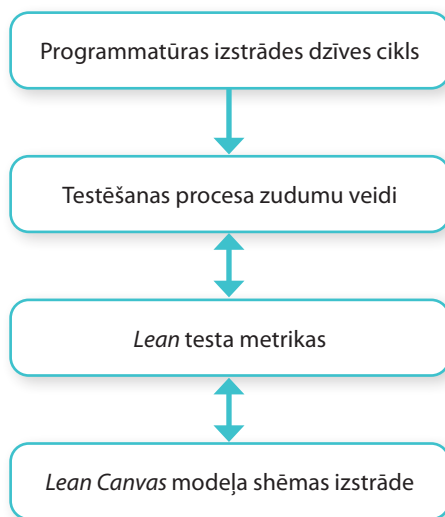 Programmatūras izstrādes dzīves cikls
Testēšanas procesa zudumu veidi
Lean testa metrikas
Lean Canvas modeļa shēmas izstrāde